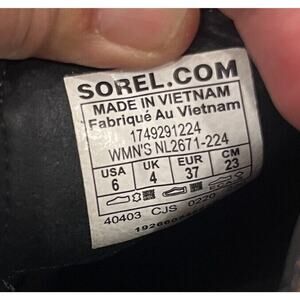 SOREL.COM
MADE IN VIETNAM
Fabriqué Au Vietnam
1749291224
WMN'S NL2671-224
USA UK EUR CM
6 4 37 23
40403 CJS 0220